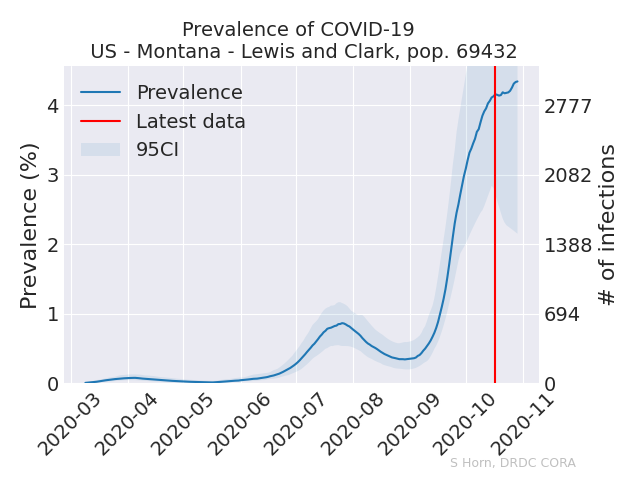 Prevalence of COVID-19
US - Montana - Lewis and Clark, pop. 69432
Prevalence
Latest data
95CI
Prevalence (%)
4
3
2
1
0
2777
2082
1388
694
0
# of infections
2020-03
2020-04
2020-05
2020-06
2020-07
2020-08
2020-09
2020-10
2020-11
S Horn, DRDC CORA